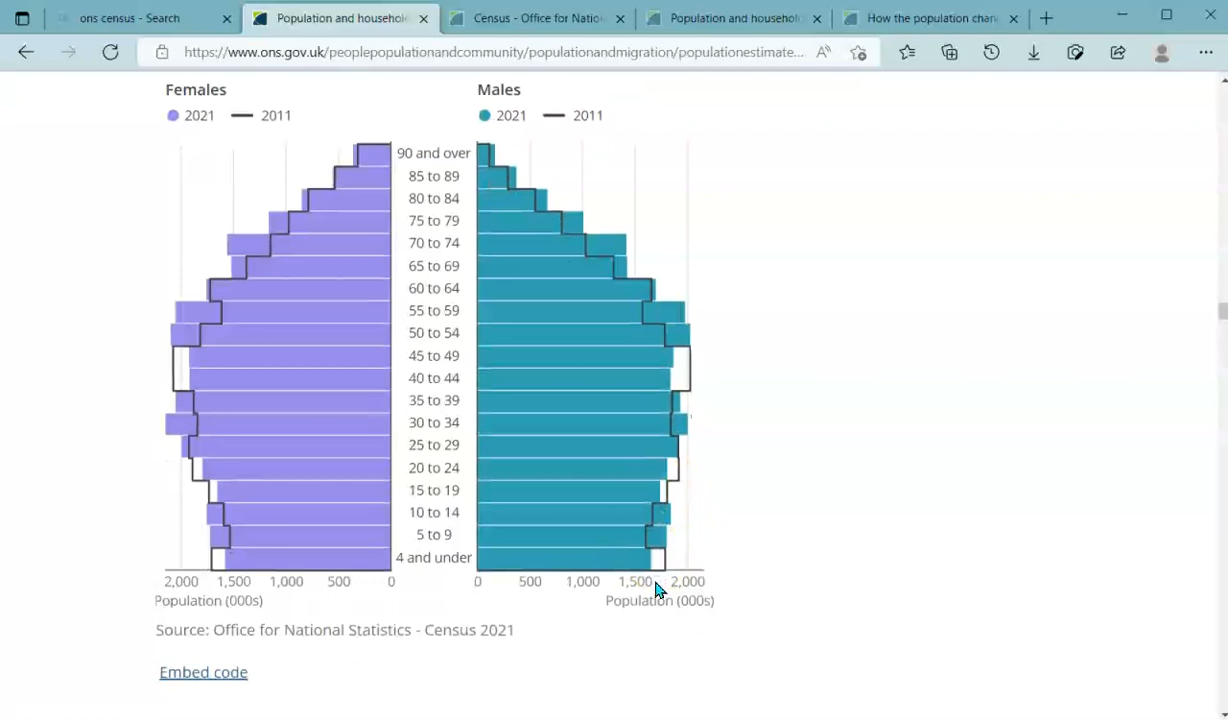 ons census - Search
Population and househol
Census - Office for Natio
Population and househol
How the population chan
https://www.ons.gov.uk/peoplepopulationandcommunity/populationandmigration/populationestimate...
Females
Males
2021 2011
2021 2011
90 and over
85 to 89
80 to 84
75 to 79
70 to 74
65 to 69
60 to 64
55 to 59
50 to 54
45 to 49
40 to 44
35 to 39
30 to 34
25 to 29
20 to 24
15 to 19
10 to 14
5 to 9
4 and under
2,000 1,500 1,000 500 0
0 500 1,000 1,500 2,000
Population (000s)
Population (000s)
Source: Office for National Statistics - Census 2021
Embed code